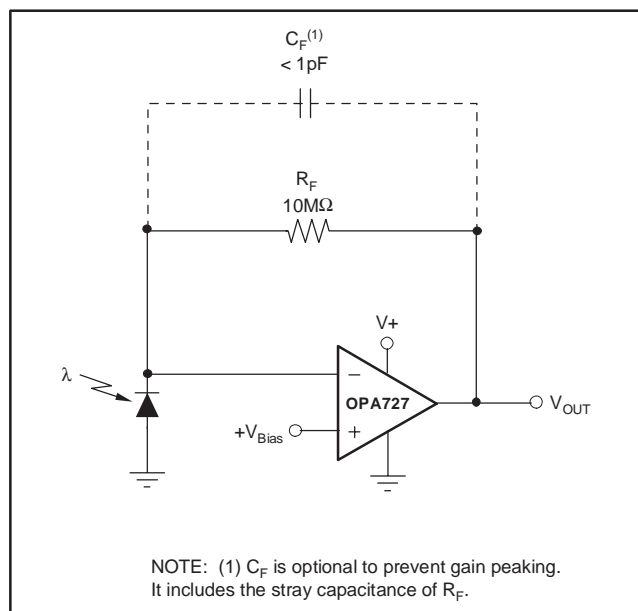 C_F^(1)
< 1pF
R_F
10MΩ
λ
V+
−
OPA727
+V_Bias
+
V_OUT
NOTE: (1) C_F is optional to prevent gain peaking.
It includes the stray capacitance of R_F.